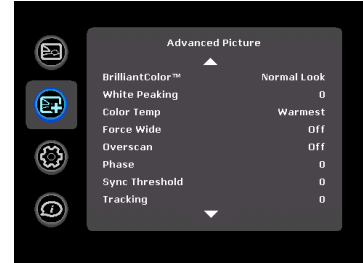 Advanced Picture
BrilliantColor™ Normal Look
White Peaking 0
Color Temp Warmest
Force Wide Off
Overscan Off
Phase 0
Sync Threshold 0
Tracking 0